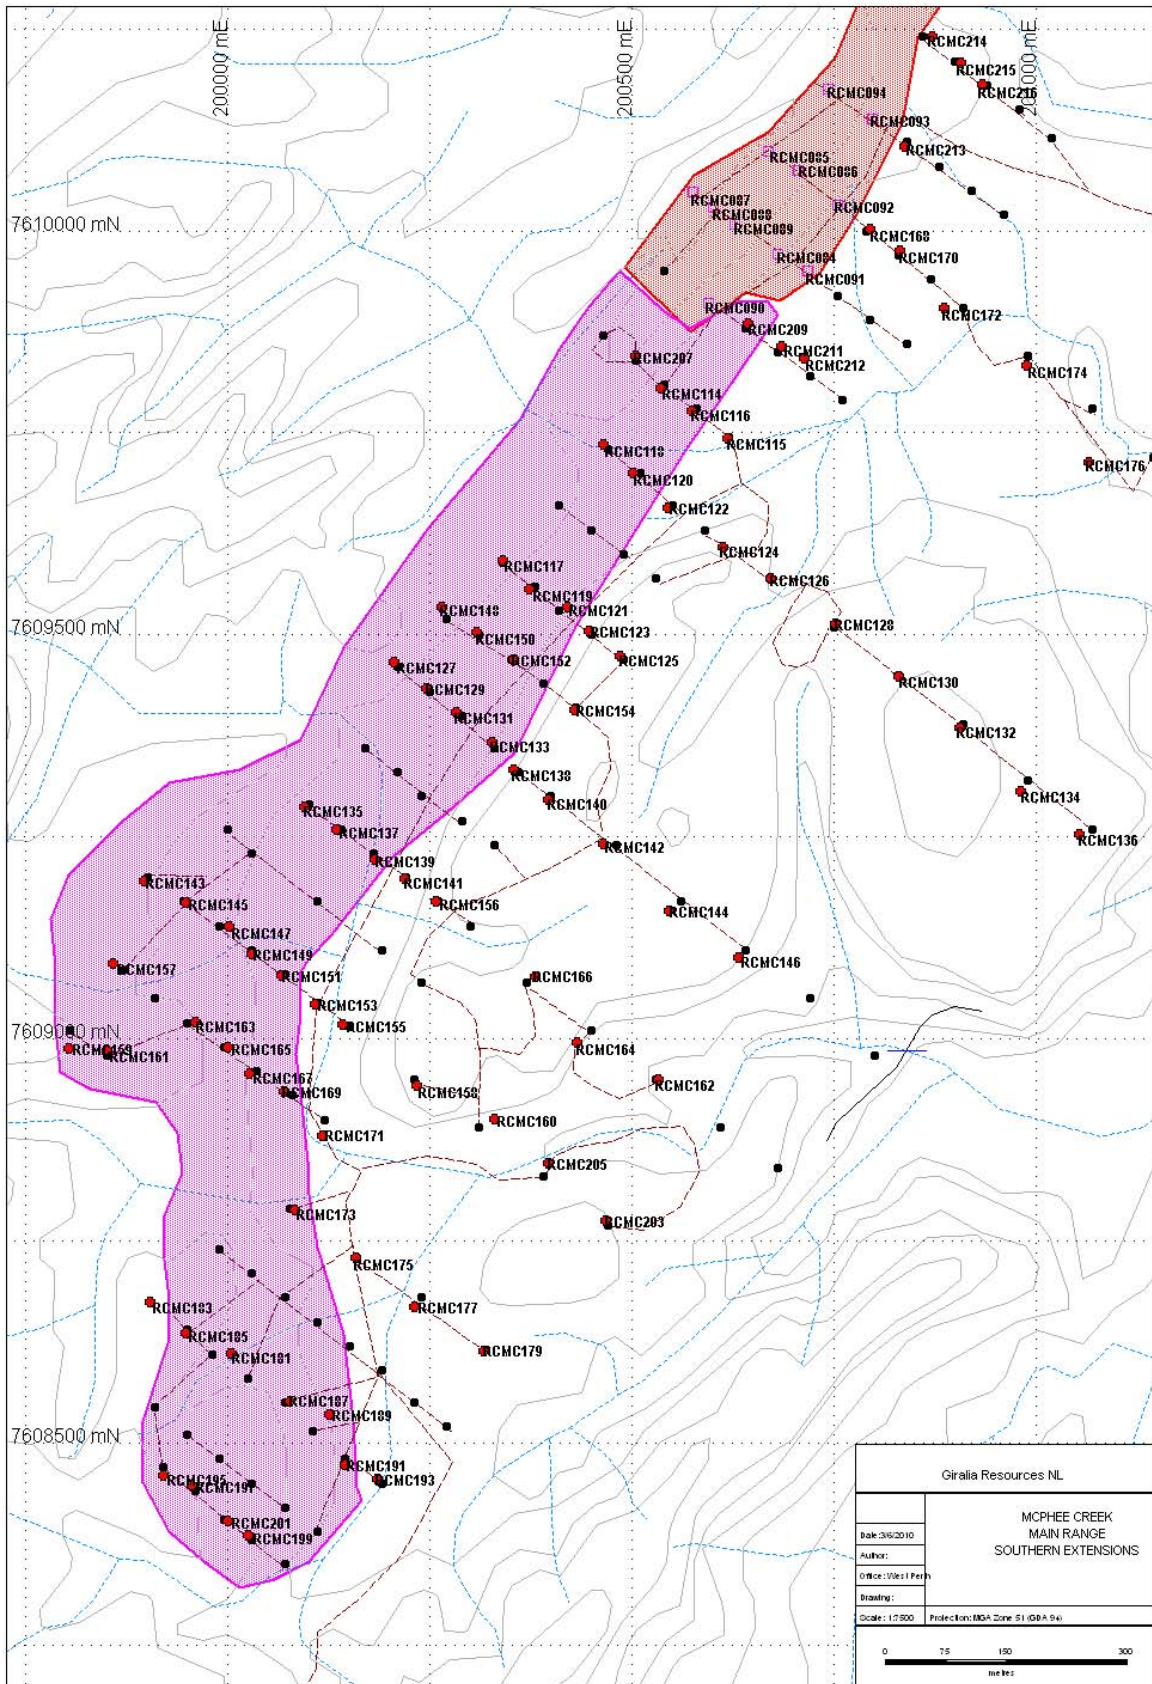 200000 mE
200500 mE
201000 mE
RCMC214
RCMC215
RCMC216
RCMC094
RCMC093
RCMC213
RCMC085
RCMC086
RCMC087
RCMC088
RCMC092
RCMC089
7610000 mN
RCMC168
RCMC170
RCMC084
RCMC091
RCMC090
RCMC172
RCMC209
RCMC211
RCMC212
RCMC207
RCMC174
RCMC114
RCMC116
RCMC115
RCMC118
RCMC176
RCMC120
RCMC122
RCMC124
RCMC117
RCMC126
RCMC119
RCMC148
RCMC121
7609500 mN
RCMC128
RCMC150
RCMC123
RCMC152
RCMC125
RCMC127
RCMC130
RCMC129
RCMC154
RCMC131
RCMC132
RCMC133
RCMC138
RCMC134
RCMC140
RCMC135
RCMC137
RCMC136
RCMC142
RCMC139
RCMC143
RCMC141
RCMC145
RCMC156
RCMC144
RCMC147
RCMC149
RCMC146
RCMC157
RCMC151
RCMC166
RCMC153
RCMC163
RCMC155
7609000 mN
RCMC159
RCMC161
RCMC165
RCMC164
RCMC167
RCMC162
RCMC169
RCMC158
RCMC160
RCMC171
RCMC205
RCMC173
RCMC203
RCMC175
RCMC183
RCMC177
RCMC185
RCMC181
RCMC179
RCMC187
RCMC189
7608500 mN
RCMC191
RCMC195
RCMC193
RCMC201
RCMC199
Giralia Resources NL
MCPHEE CREEK
MAIN RANGE
SOUTHERN EXTENSIONS
Date: 3/6/2010
Author:
Office: West Perth
Drawing:
Scale: 1:7500
Projection: MGA Zone 51 (GDA 94)
0 75 150 300
metres